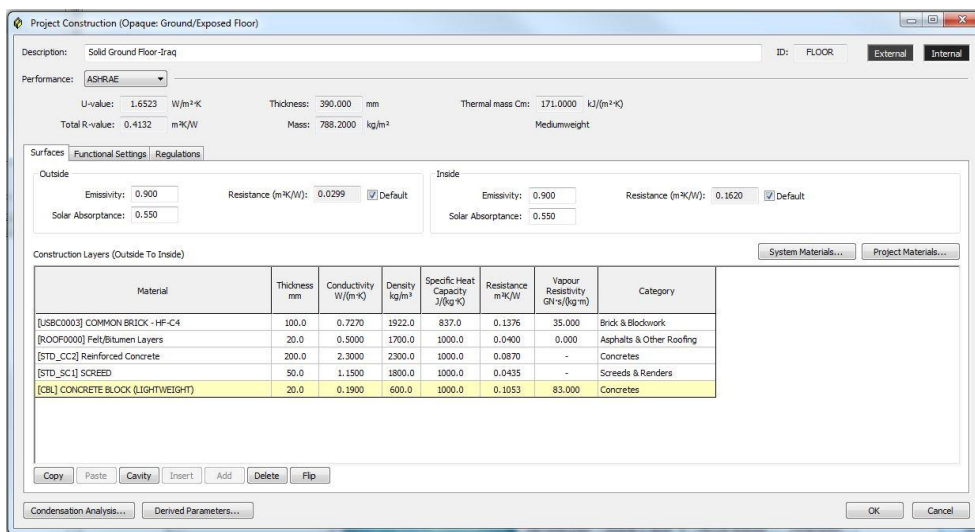 Project Construction (Opaque: Ground/Exposed Floor)
Description: Solid Ground Floor-Iraq ID: FLOOR External Internal
Performance: ASHRAE
U-value: 1.6523 W/m²·K Thickness: 390.000 mm Thermal mass Cm: 171.0000 kJ/(m²·K)
Total R-value: 0.4132 m²K/W Mass: 788.2000 kg/m² Mediumweight
Surfaces Functional Settings Regulations
Outside Inside
Emissivity: 0.900 Resistance (m²K/W): 0.0299 Default Emissivity: 0.900 Resistance (m²K/W): 0.1620 Default
Solar Absorptance: 0.550 Solar Absorptance: 0.550
Construction Layers (Outside To Inside) System Materials... Project Materials...
Material Thickness mm Conductivity W/(m·K) Density kg/m³ Specific Heat Capacity J/(kg·K) Resistance m²K/W Vapour Resistivity GN·s/(kg·m) Category
[USBC0003] COMMON BRICK - HF-C4 100.0 0.7270 1922.0 837.0 0.1376 35.000 Brick & Blockwork
[ROOF0000] Felt/Bitumen Layers 20.0 0.5000 1700.0 1000.0 0.0400 0.000 Asphalts & Other Roofing
[STD_CC2] Reinforced Concrete 200.0 2.3000 2300.0 1000.0 0.0870 - Concretes
[STD_SC1] SCREED 50.0 1.1500 1800.0 1000.0 0.0435 - Screeds & Renders
[CBL] CONCRETE BLOCK (LIGHTWEIGHT) 20.0 0.1900 600.0 1000.0 0.1053 83.000 Concretes
Copy Paste Cavity Insert Add Delete Flip
Condensation Analysis... Derived Parameters... OK Cancel